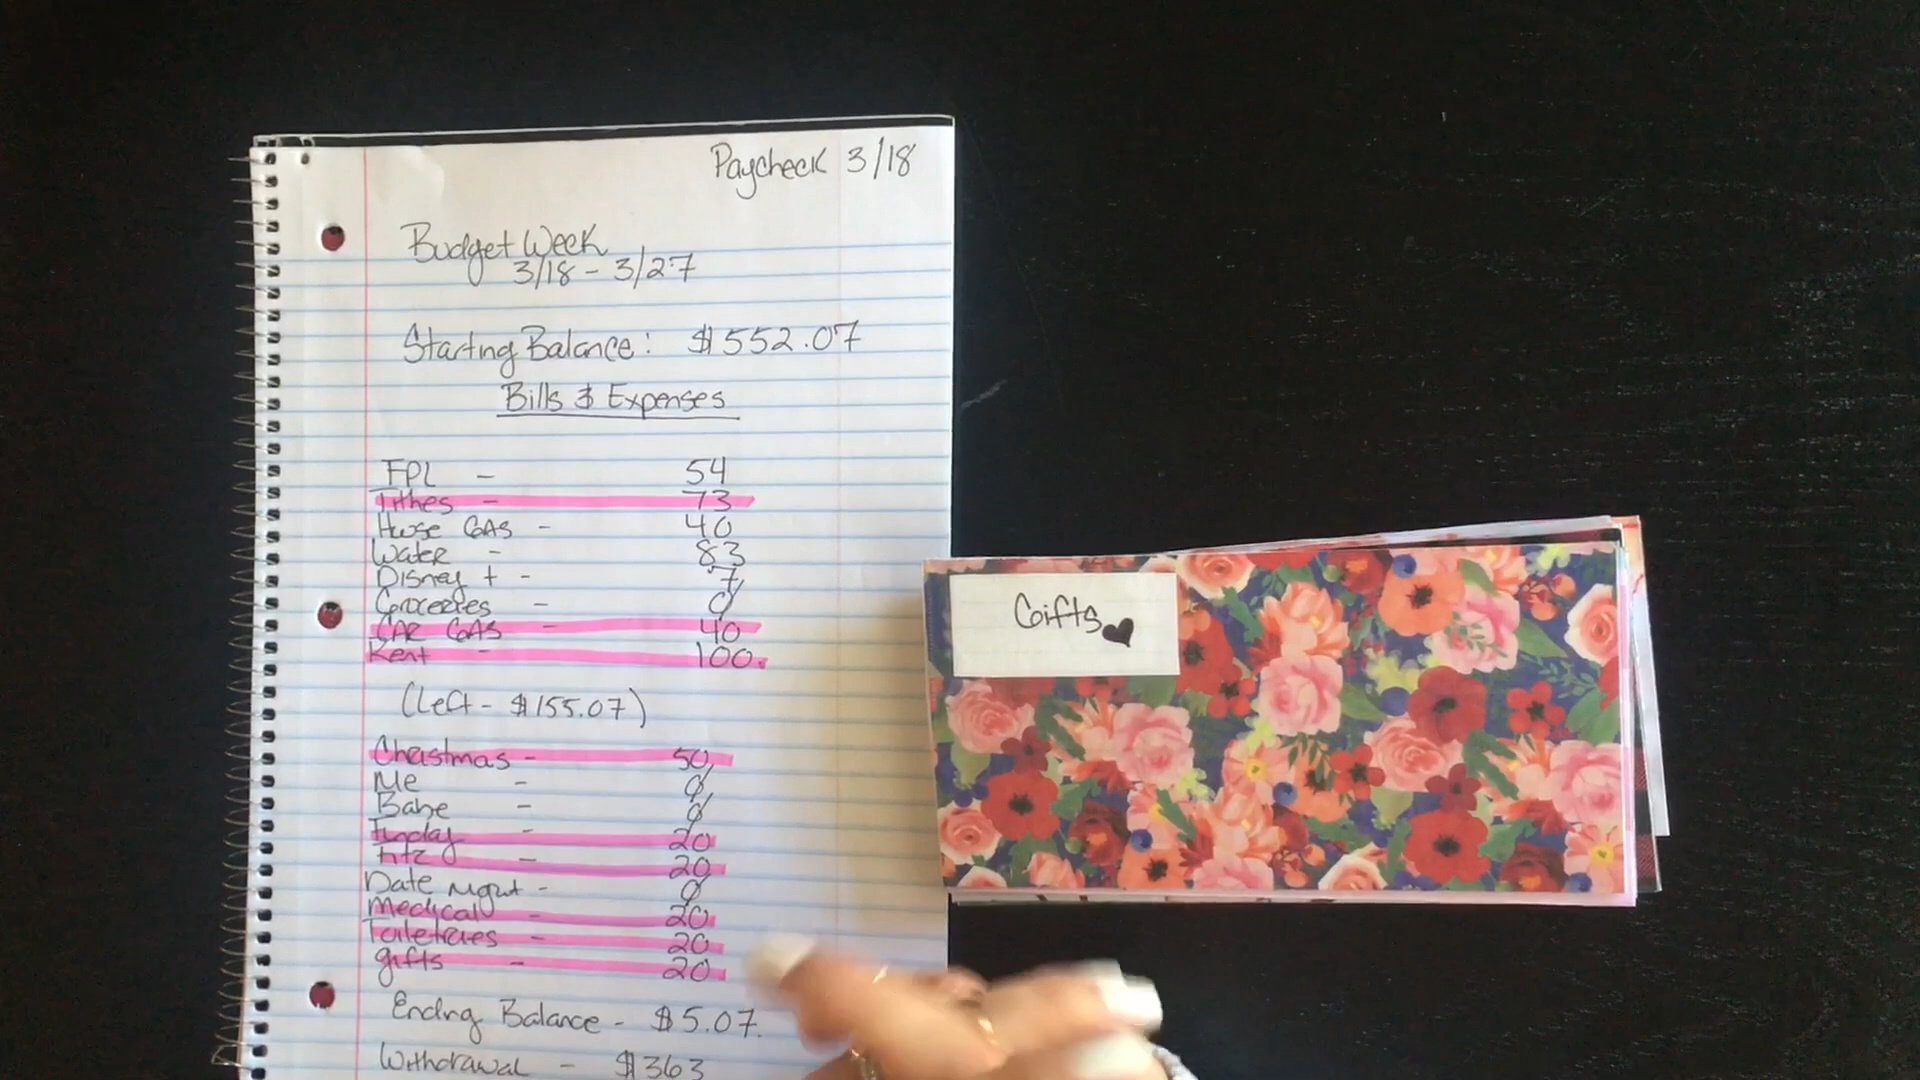 Paycheck 3/18
Budget Week
3/18 - 3/27
Starting Balance: $552.07
Bills $ Expenses
FPL - 54
Tithes - 73
House GAS - 40
Water - 83
Disney + - 7
Groceries - 0
CAR GAS - 40
Rent - 100.
(Left - $155.07)
Christmas - 50
Me - 0
Babe - 0
- 20
- 20
Date Night - 0
Medical - 20
Toiletries - 20
gifts - 20
Ending Balance - $5.07.
Withdrawal - $363
Gifts